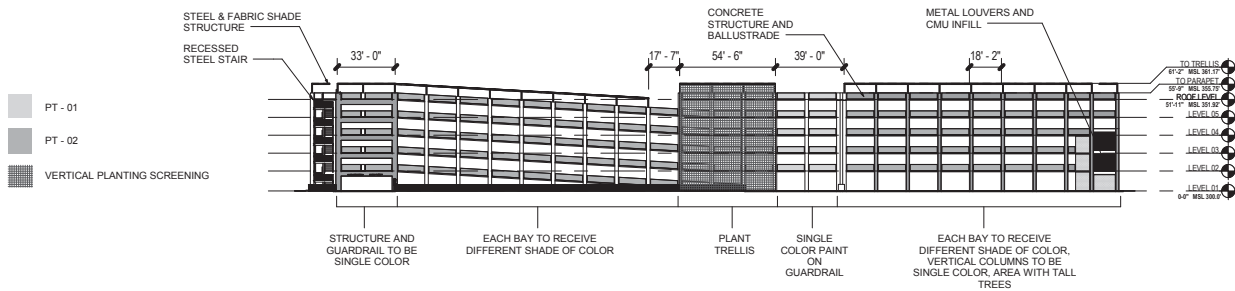 STEEL & FABRIC SHADE
STRUCTURE
RECESSED
STEEL STAIR
33' - 0"
17' - 7"
54' - 6"
39' - 0"
CONCRETE
STRUCTURE AND
BALLUSTRADE
18' - 2"
METAL LOUVERS AND
CMU INFILL
TO TRELLIS
61'-2" MSL 361.17'
TO PARAPET
55'-9" MSL 355.75'
ROOF LEVEL
51'-11" MSL 351.92'
LEVEL 05
LEVEL 04
LEVEL 03
LEVEL 02
LEVEL 01
0-0" MSL 300.0'
PT - 01
PT - 02
VERTICAL PLANTING SCREENING
STRUCTURE AND
GUARDRAIL TO BE
SINGLE COLOR
EACH BAY TO RECEIVE
DIFFERENT SHADE OF COLOR
PLANT
TRELLIS
SINGLE
COLOR PAINT
ON
GUARDRAIL
EACH BAY TO RECEIVE
DIFFERENT SHADE OF COLOR,
VERTICAL COLUMNS TO BE
SINGLE COLOR, AREA WITH TALL
TREES